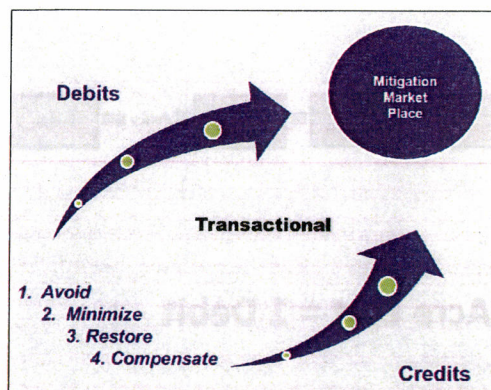 Debits
Mitigation
Market
Place
Transactional
1. Avoid
2. Minimize
3. Restore
4. Compensate
Credits